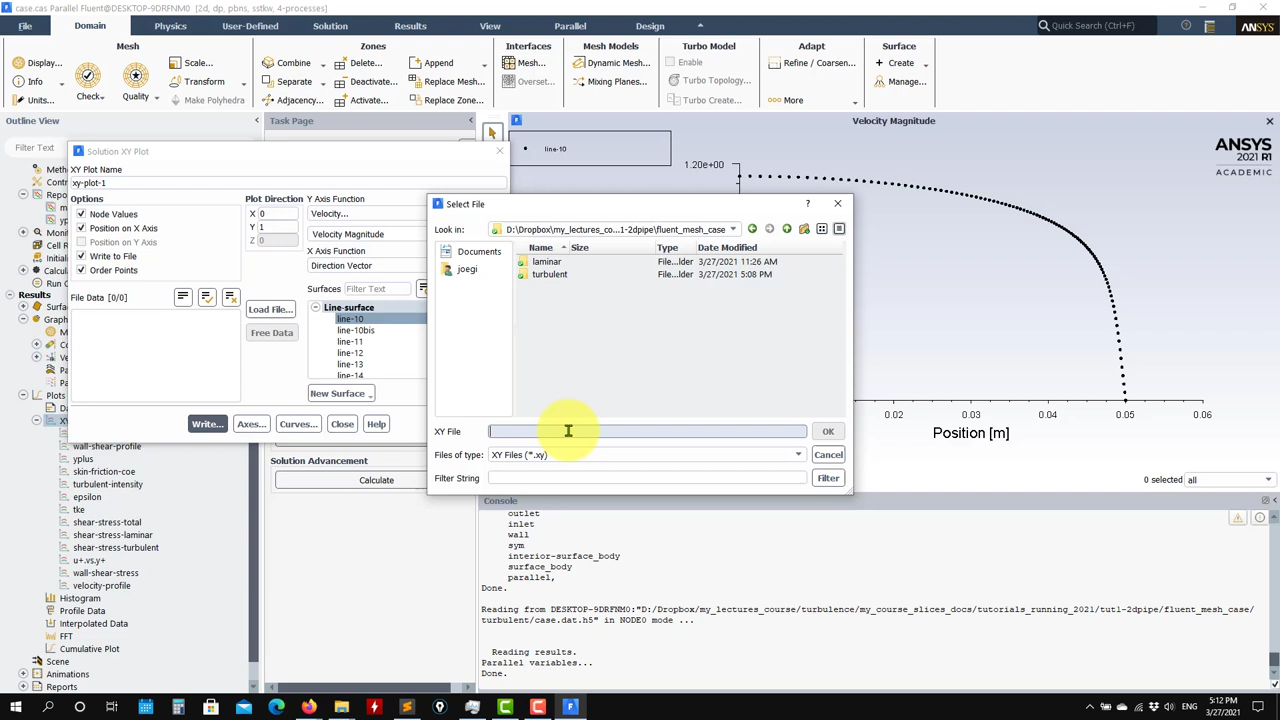 case.cas Parallel Fluent@DESKTOP-9DRFNM0 [2d, dp, pbns, sstkw, 4-processes]
File
Domain
Physics
User-Defined
Solution
Results
View
Parallel
Design
Quick Search (Ctrl+F)
ANSYS
Mesh
Zones
Interfaces
Mesh Models
Turbo Model
Adapt
Surface
Display...
Info
Units...
Check
Quality
Scale...
Transform
Make Polyhedra
Combine
Separate
Adjacency...
Delete...
Deactivate...
Activate...
Append
Replace Mesh...
Replace Zone...
Mesh...
Overset...
Dynamic Mesh...
Mixing Planes...
Enable
Turbo Topology...
Turbo Create...
Refine / Coarsen...
More
Create
Manage...
Outline View
Filter Text
Task Page
Velocity Magnitude
line-10
1.20e+00
ANSYS
2021 R1
ACADEMIC
0.02
0.03
0.04
0.05
0.06
Position [m]
Solution XY Plot
XY Plot Name
xy-plot-1
Options
Node Values
Position on X Axis
Position on Y Axis
Write to File
Order Points
Plot Direction
X 0
Y 1
Z 0
Y Axis Function
Velocity...
Velocity Magnitude
X Axis Function
Direction Vector
File Data [0/0]
Load File...
Free Data
Surfaces
Filter Text
Line-surface
line-10
line-10bis
line-11
line-12
line-13
line-14
New Surface
Write...
Axes...
Curves...
Close
Help
Select File
?
Look in:
D:\Dropbox\my_lectures_co...1-2dpipe\fluent_mesh_case
Documents
joegi
Name
Size
Type
Date Modified
laminar
File...lder
3/27/2021 11:26 AM
turbulent
File...lder
3/27/2021 5:08 PM
XY File
OK
Files of type:
XY Files (*.xy)
Cancel
Filter String
Filter
Solution Advancement
Calculate
Results
Plots
wall-shear-profile
yplus
skin-friction-coe
turbulent-intensity
tke
shear-stress-total
shear-stress-laminar
shear-stress-turbulent
u+.vs.y+
wall-shear-stress
velocity-profile
Histogram
Profile Data
Interpolated Data
FFT
Cumulative Plot
Scene
Animations
Reports
0 selected
all
Console
outlet
inlet
wall
sym
interior-surface_body
surface_body
parallel,
Done.
Reading from DESKTOP-9DRFNM0:"D:/Dropbox/my_lectures_course/turbulence/my_course_slices_docs/tutorials_running_2021/tut1-2dpipe/fluent_mesh_case/
turbulent/case.dat.h5" in NODE0 mode ...
Reading results.
Parallel variables...
Done.
ENG
5:12 PM
3/27/2021